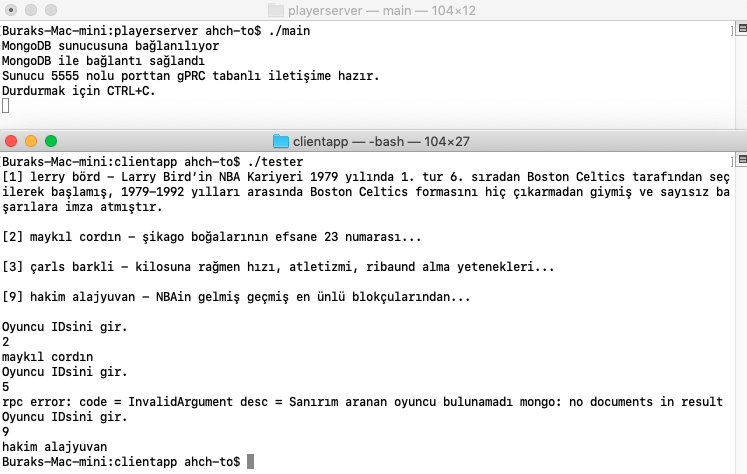 playerserver — main — 104×12
Buraks-Mac-mini:playerserver ahch-to$ ./main
MongoDB sunucusuna bağlanılıyor
MongoDB ile bağlantı sağlandı
Sunucu 5555 nolu porttan gPRC tabanlı iletişime hazır.
Durdurmak için CTRL+C.
clientapp — -bash — 104×27
Buraks-Mac-mini:clientapp ahch-to$ ./tester
[1] lerry börd - Larry Bird’in NBA Kariyeri 1979 yılında 1. tur 6. sıradan Boston Celtics tarafından seç
ilerek başlamış, 1979–1992 yılları arasında Boston Celtics formasını hiç çıkarmadan giymiş ve sayısız ba
şarılara imza atmıştır.
[2] maykıl cordın - şikago boğalarının efsane 23 numarası...
[3] çarls barkli - kilosuna rağmen hızı, atletizmi, ribaund alma yetenekleri...
[9] hakim alajyuvan - NBAin gelmiş geçmiş en ünlü blokçularından...
Oyuncu IDsini gir.
2
maykıl cordın
Oyuncu IDsini gir.
5
rpc error: code = InvalidArgument desc = Sanırım aranan oyuncu bulunamadı mongo: no documents in result
Oyuncu IDsini gir.
9
hakim alajyuvan
Buraks-Mac-mini:clientapp ahch-to$